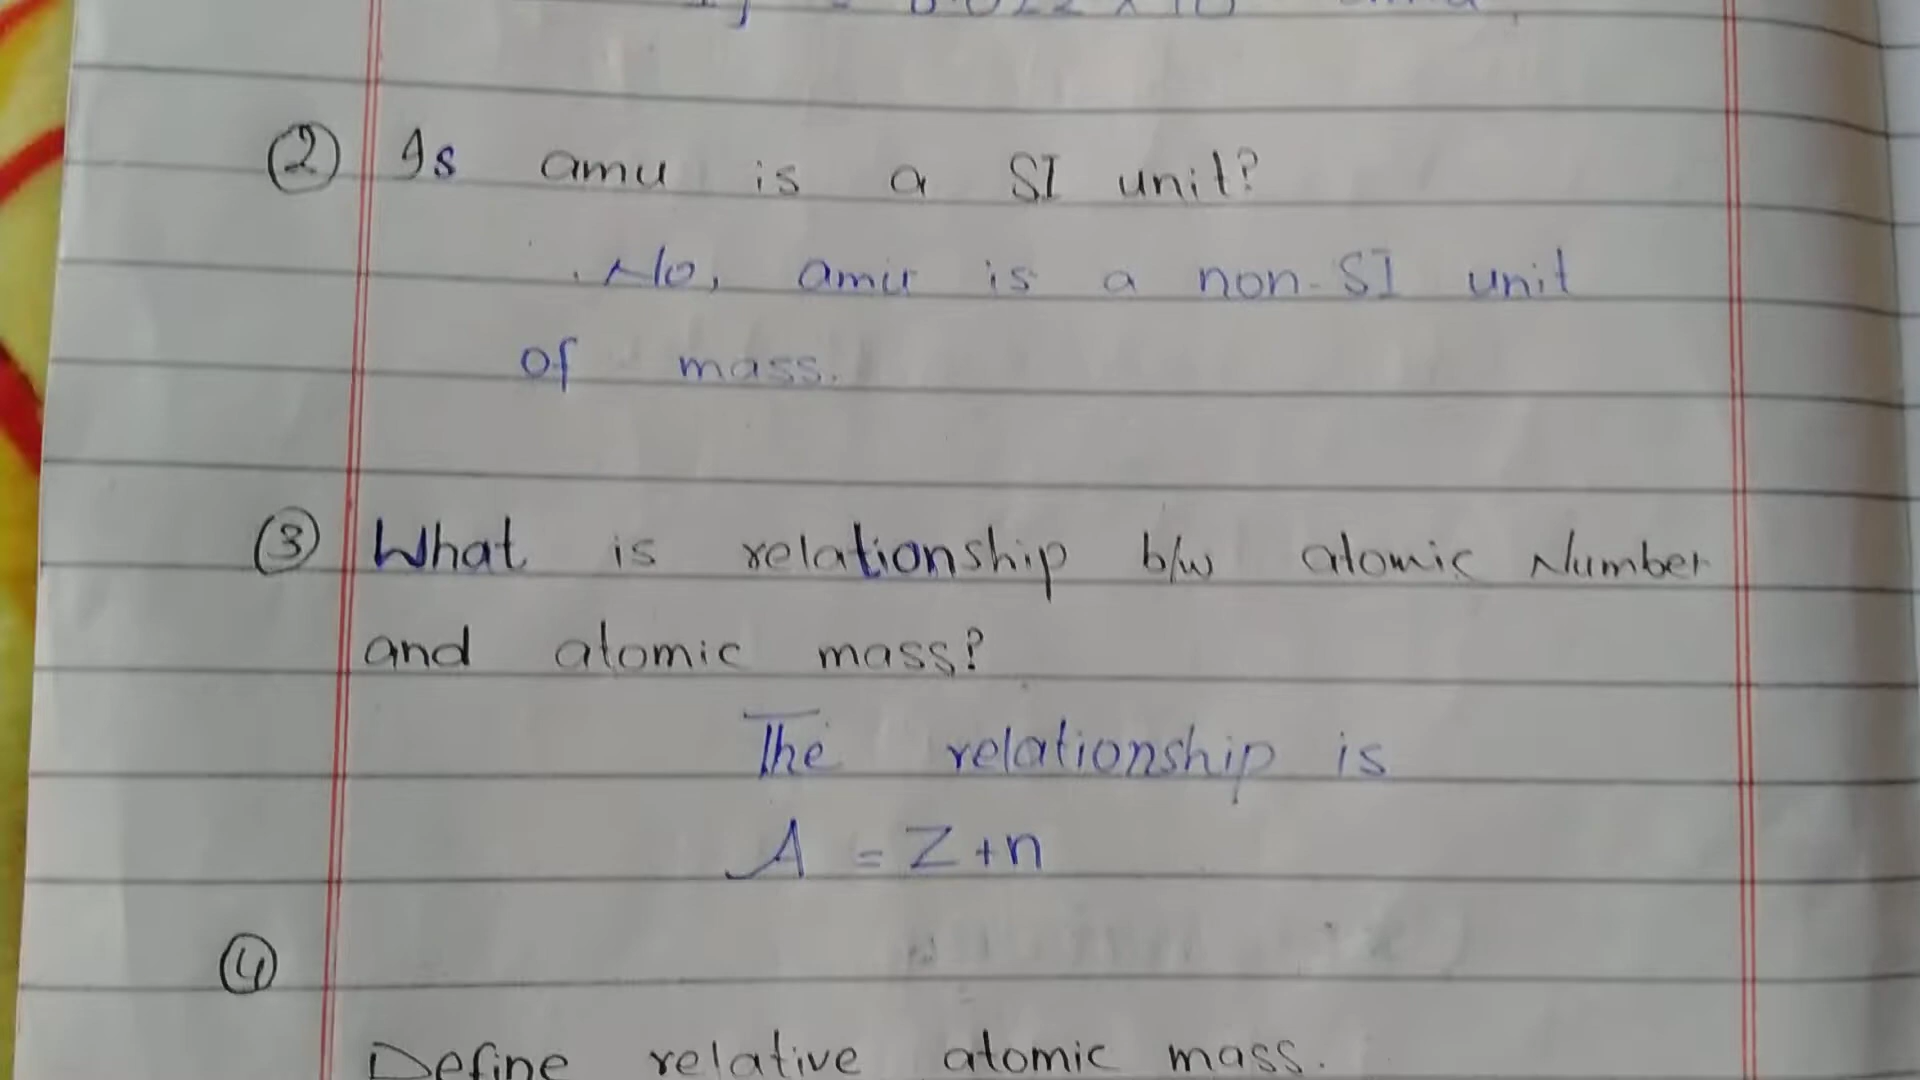 ② Is amu is a SI unit?
No, amu is a non-SI unit
of mass.
③ What is relationship b/w atomic Number
and atomic mass?
The relationship is
A = Z+n
④
Define relative atomic mass.